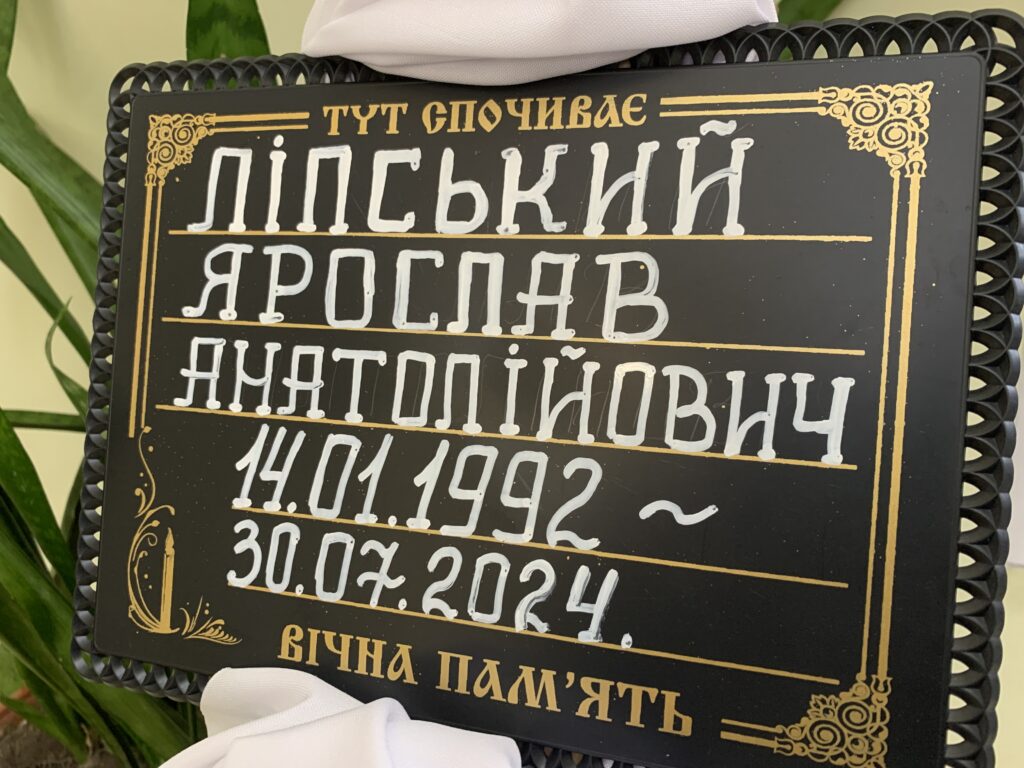 ТУТ СПОЧИВАЄ
ЛІПСЬКИЙ
ЯРОСЛАВ
АНАТОЛІЙОВИЧ
14.01.1992 ~
30.07.2024.
ВІЧНА ПАМ'ЯТЬ